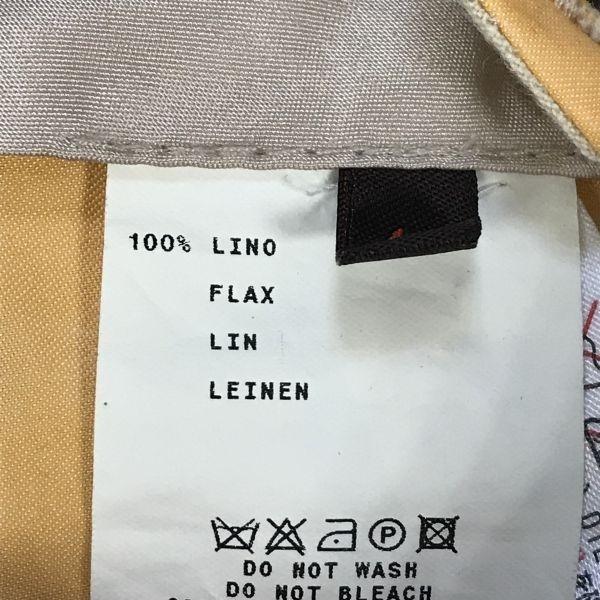 100% LINO
FLAX
LIN
LEINEN
P
DO NOT WASH
DO NOT BLEACH